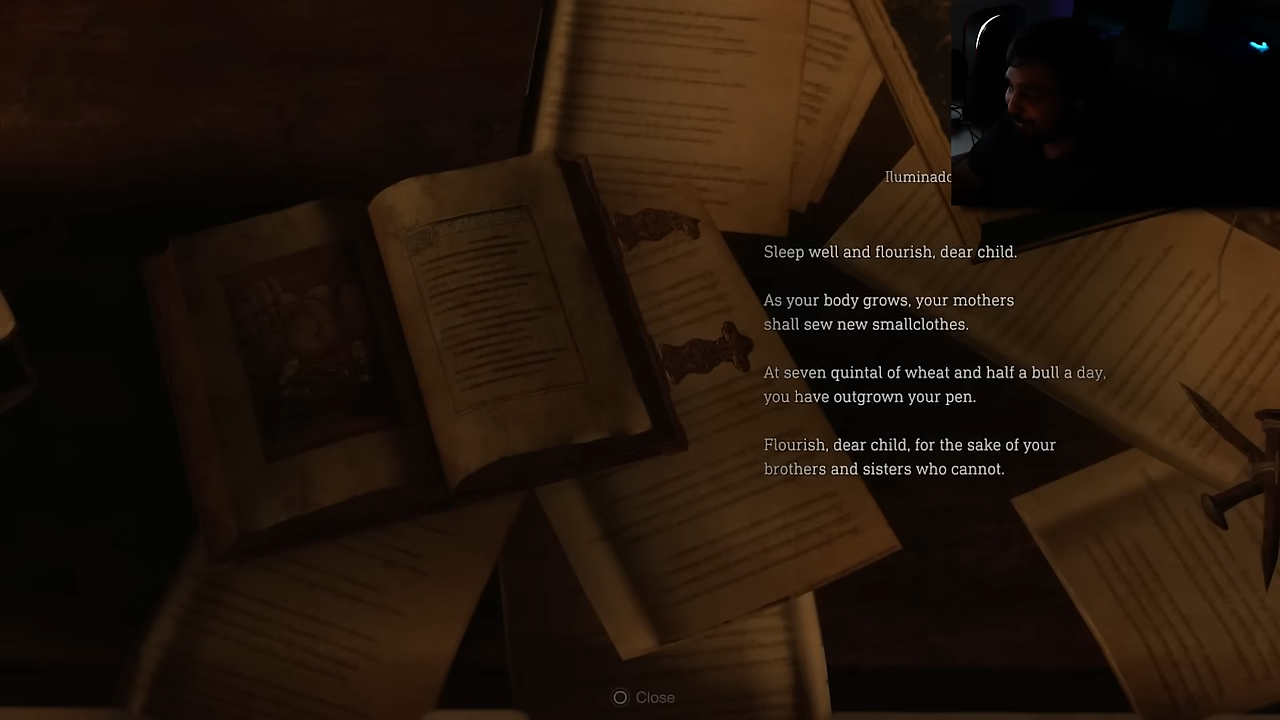 Sleep well and flourish, dear child.
As your body grows, your mothers
shall sew new smallclothes.
At seven quintal of wheat and half a bull a day,
you have outgrown your pen.
Flourish, dear child, for the sake of your
brothers and sisters who cannot.
Close